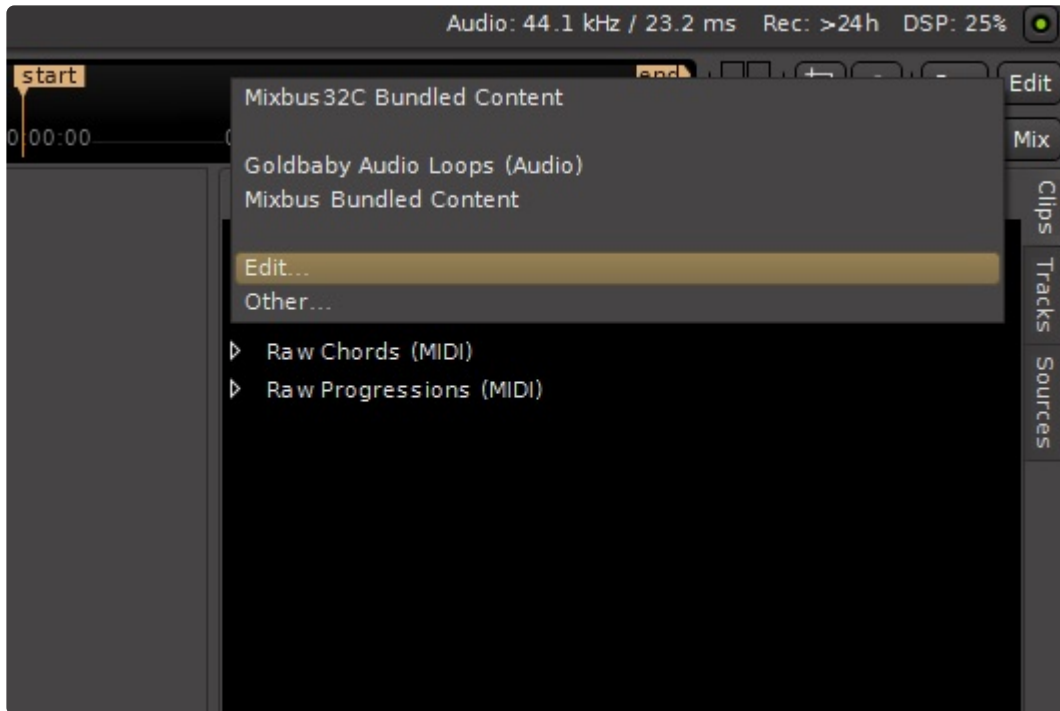 Audio: 44.1 kHz / 23.2 ms Rec: >24h DSP: 25%
start
end
Edit
00:00
Mix
Mixbus32C Bundled Content
Goldbaby Audio Loops (Audio)
Mixbus Bundled Content
Edit...
Other...
Raw Chords (MIDI)
Raw Progressions (MIDI)
Clips
Tracks
Sources